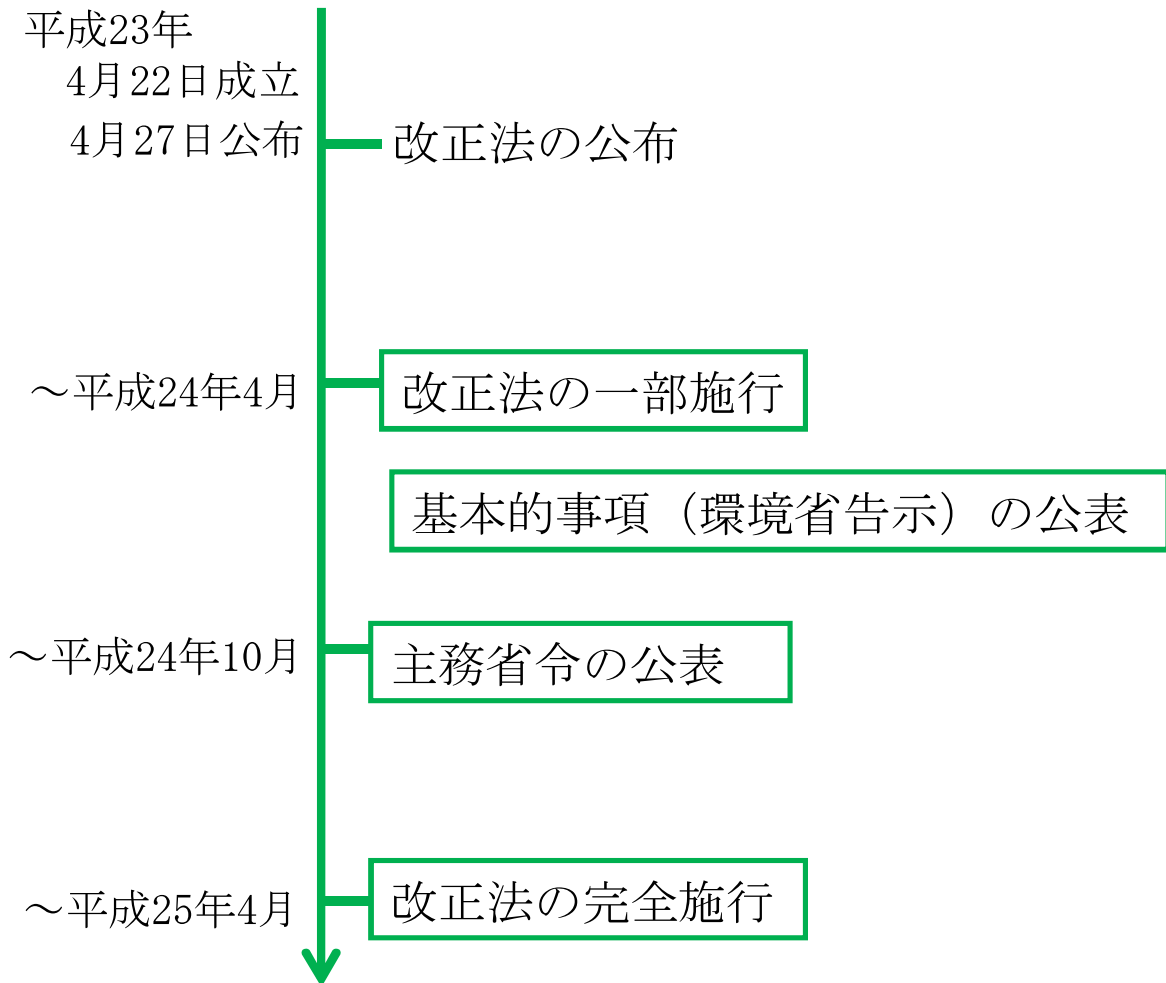 平成23年
4月22日成立
4月27日公布
改正法の公布
～平成24年4月
改正法の一部施行
基本的事項（環境省告示）の公表
～平成24年10月
主務省令の公表
～平成25年4月
改正法の完全施行